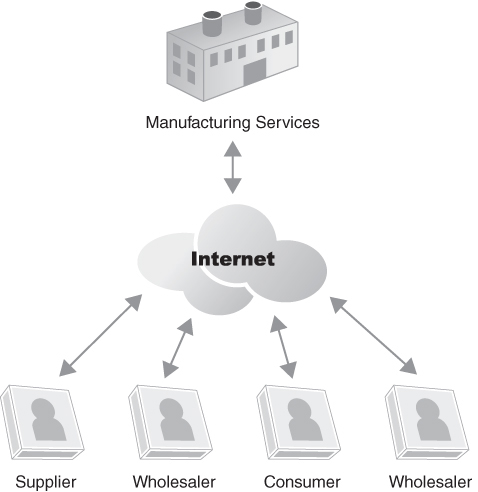 Manufacturing Services
Internet
Supplier
Wholesaler
Consumer
Wholesaler